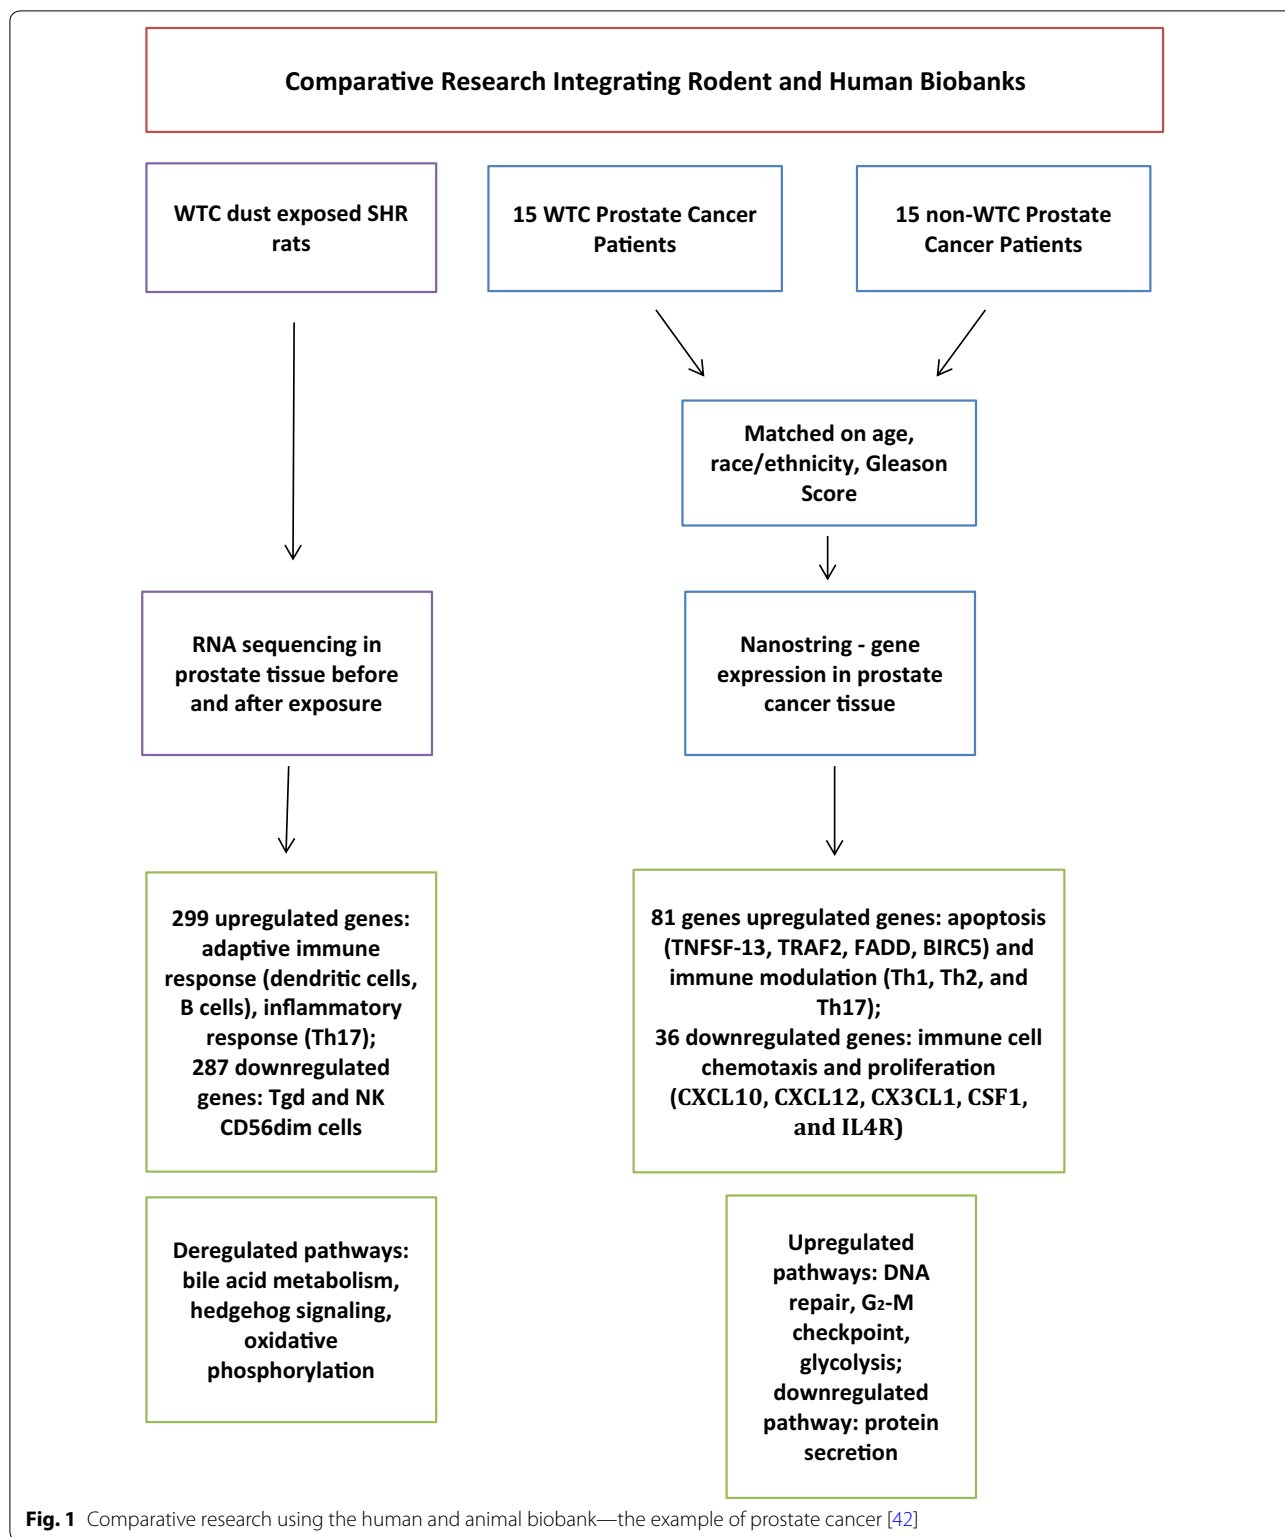 Comparative Research Integrating Rodent and Human Biobanks
WTC dust exposed SHR
rats
15 WTC Prostate Cancer
Patients
15 non-WTC Prostate
Cancer Patients
Matched on age,
race/ethnicity, Gleason
Score
RNA sequencing in
prostate tissue before
and after exposure
Nanostring - gene
expression in prostate
cancer tissue
299 upregulated genes:
adaptive immune
response (dendritic cells,
B cells), inflammatory
response (Th17);
287 downregulated
genes: Tgd and NK
CD56dim cells
81 genes upregulated genes: apoptosis
(TNFSF-13, TRAF2, FADD, BIRC5) and
immune modulation (Th1, Th2, and
Th17);
36 downregulated genes: immune cell
chemotaxis and proliferation
(CXCL10, CXCL12, CX3CL1, CSF1,
and IL4R)
Deregulated pathways:
bile acid metabolism,
hedgehog signaling,
oxidative
phosphorylation
Upregulated
pathways: DNA
repair, G2-M
checkpoint,
glycolysis;
downregulated
pathway: protein
secretion
Fig. 1 Comparative research using the human and animal biobank—the example of prostate cancer [42]